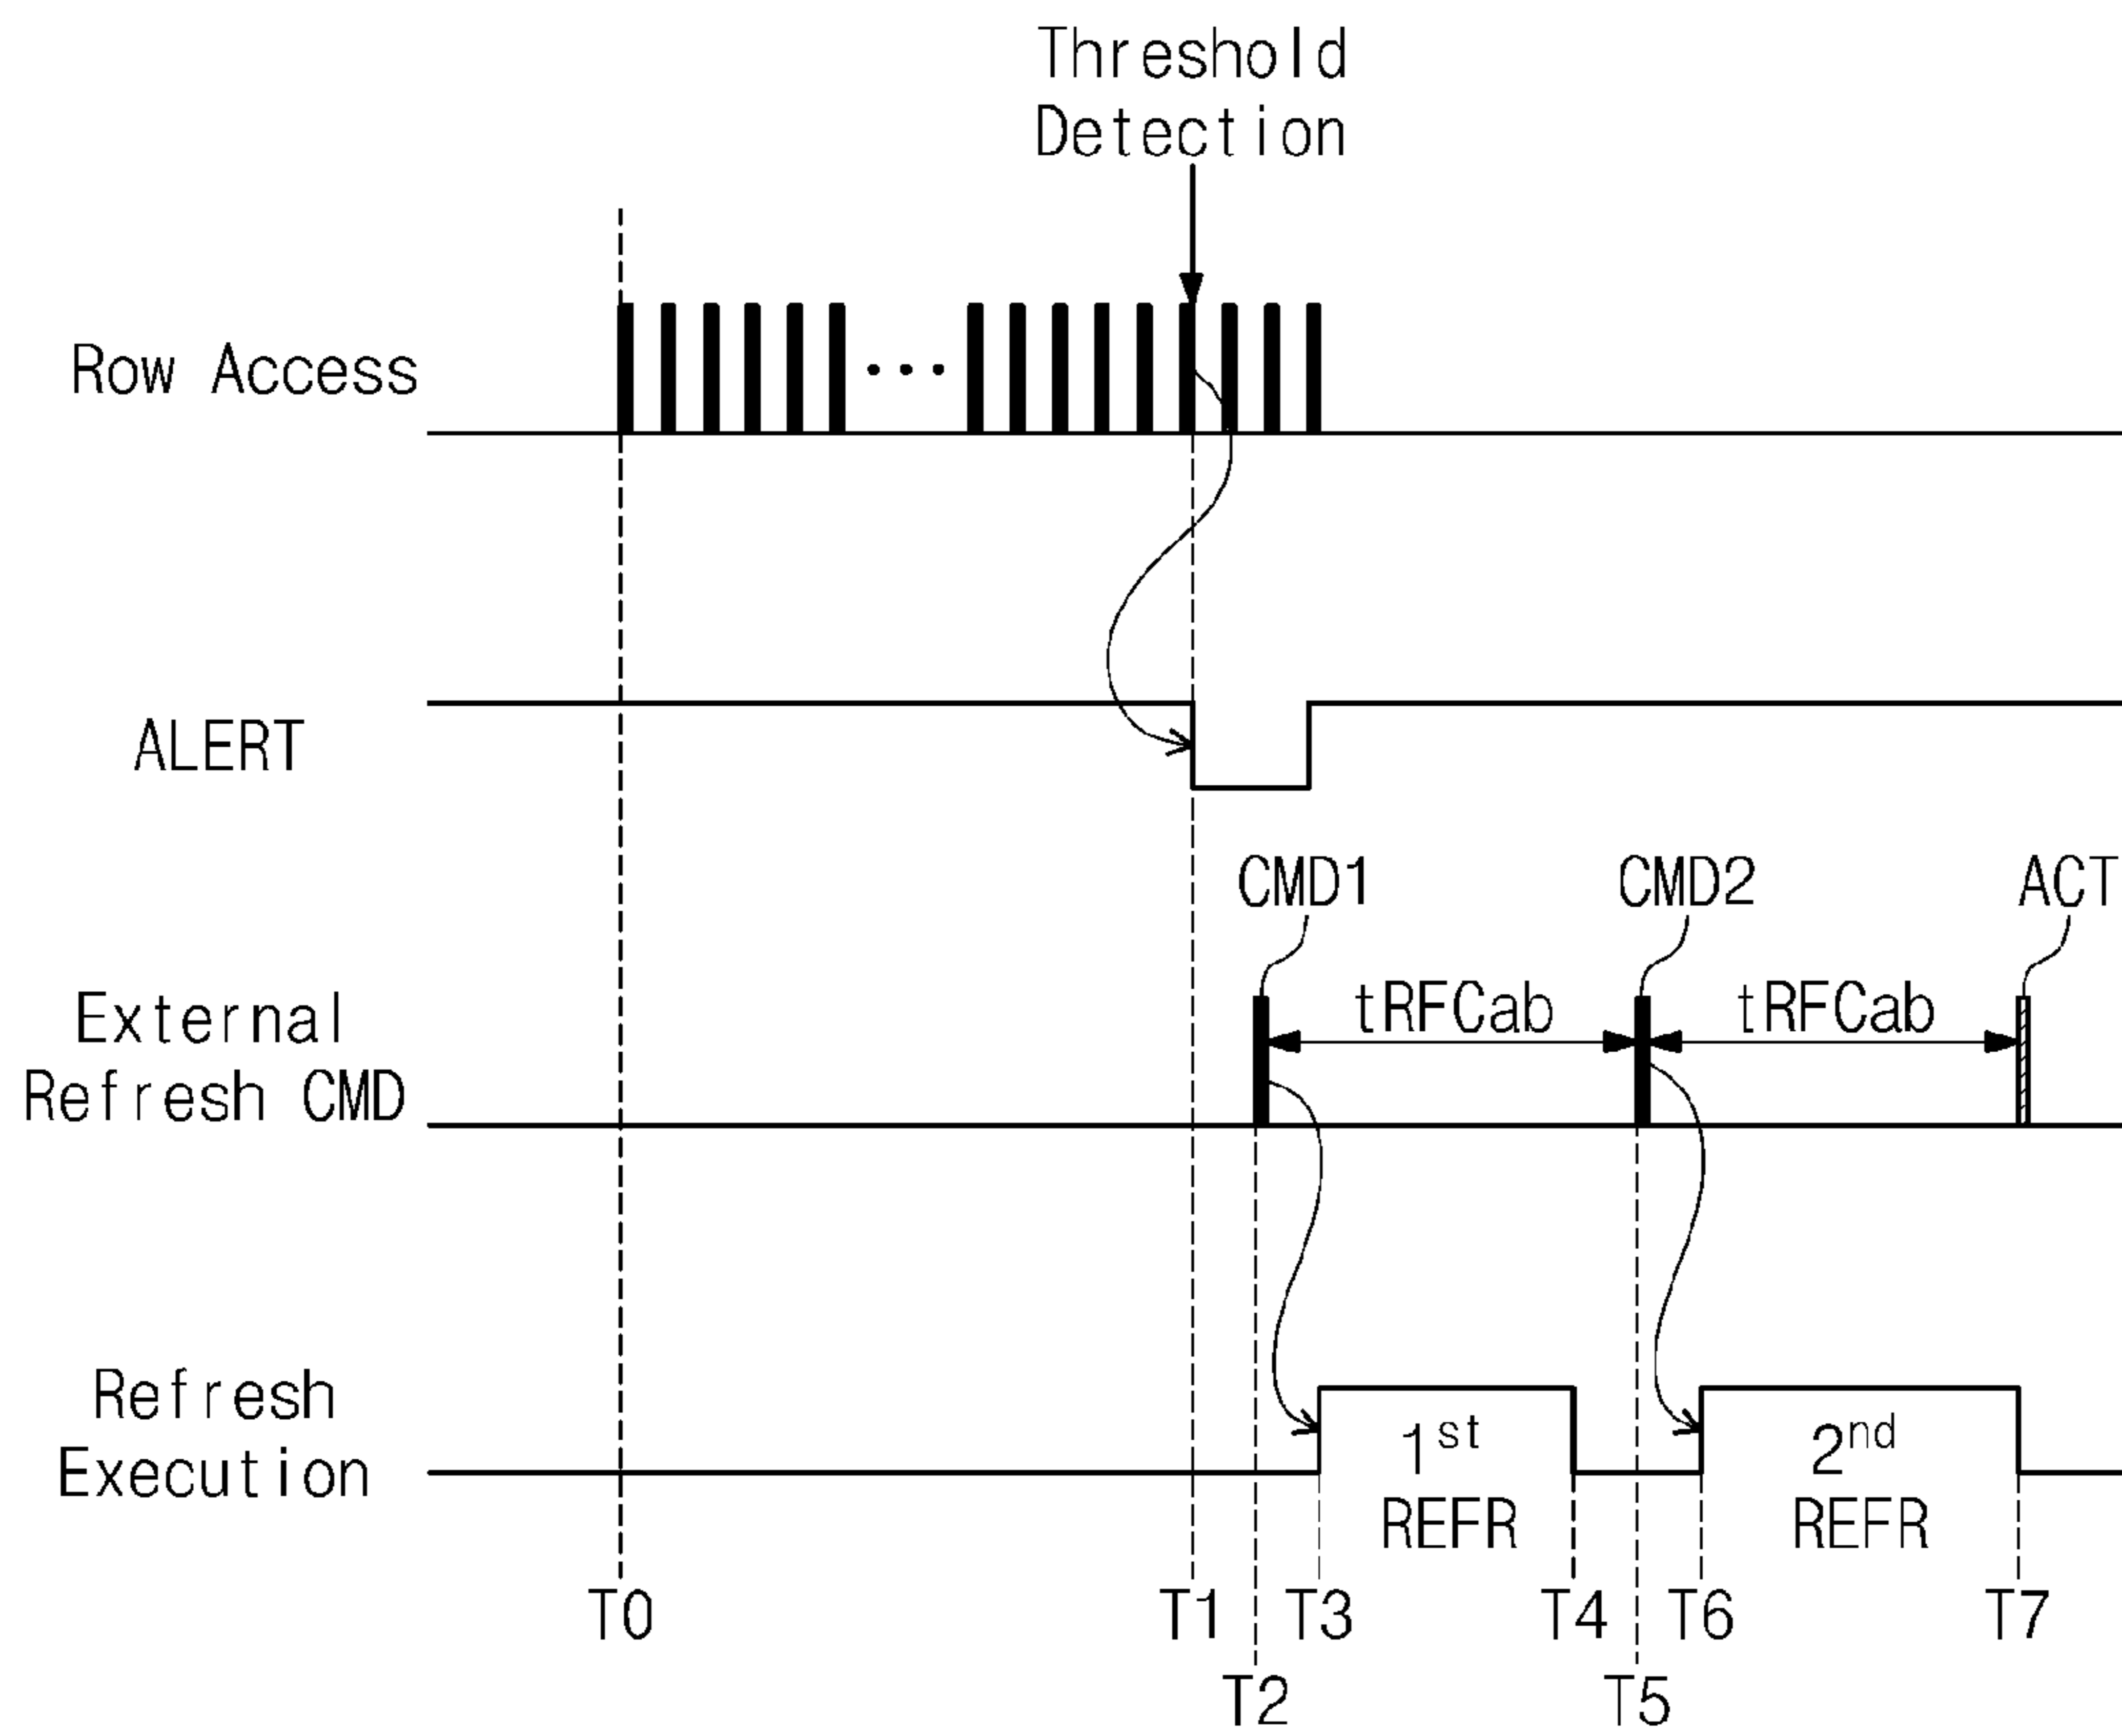 Threshold
Detection
Row Access
...
ALERT
CMD1
CMD2
ACT
External
Refresh CMD
tRFCab
tRFCab
Refresh
Execution
1st
REFR
2nd
REFR
T0
T1
T3
T4
T6
T7
T2
T5